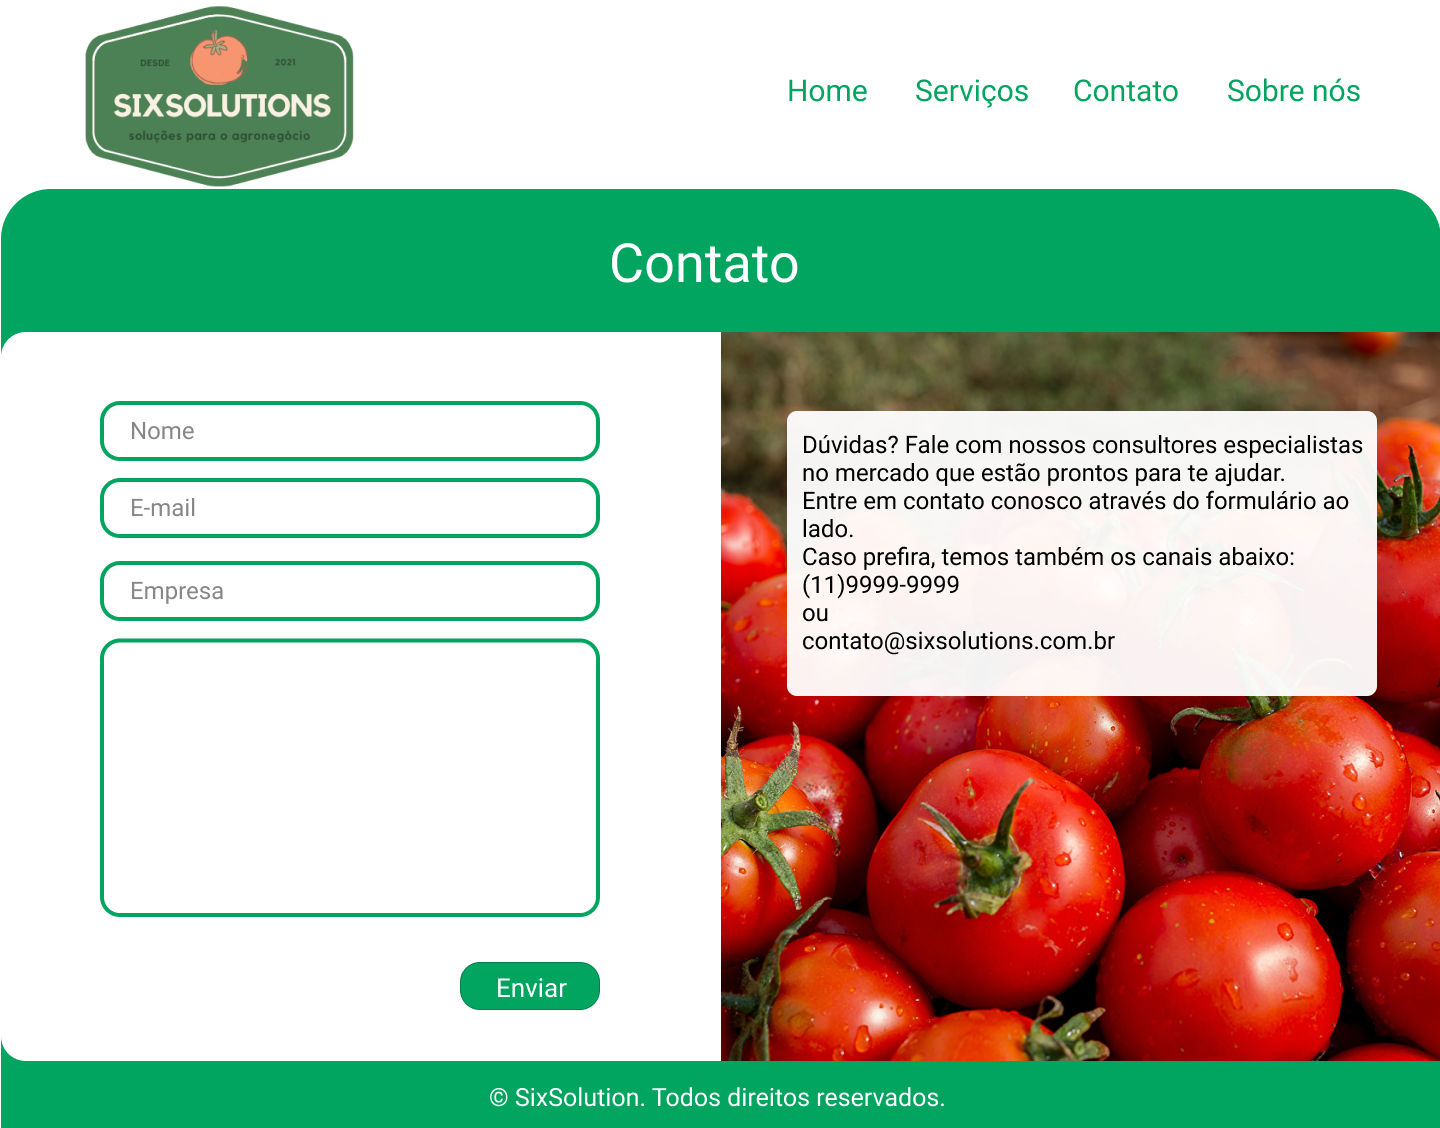 DESDE 2021
SIXSOLUTIONS
soluções para o agronegócio
Home Serviços Contato Sobre nós
Contato
Nome
E-mail
Empresa
Enviar
Dúvidas? Fale com nossos consultores especialistas
no mercado que estão prontos para te ajudar.
Entre em contato conosco através do formulário ao
lado.
Caso prefira, temos também os canais abaixo:
(11)9999-9999
ou
contato@sixsolutions.com.br
© SixSolution. Todos direitos reservados.